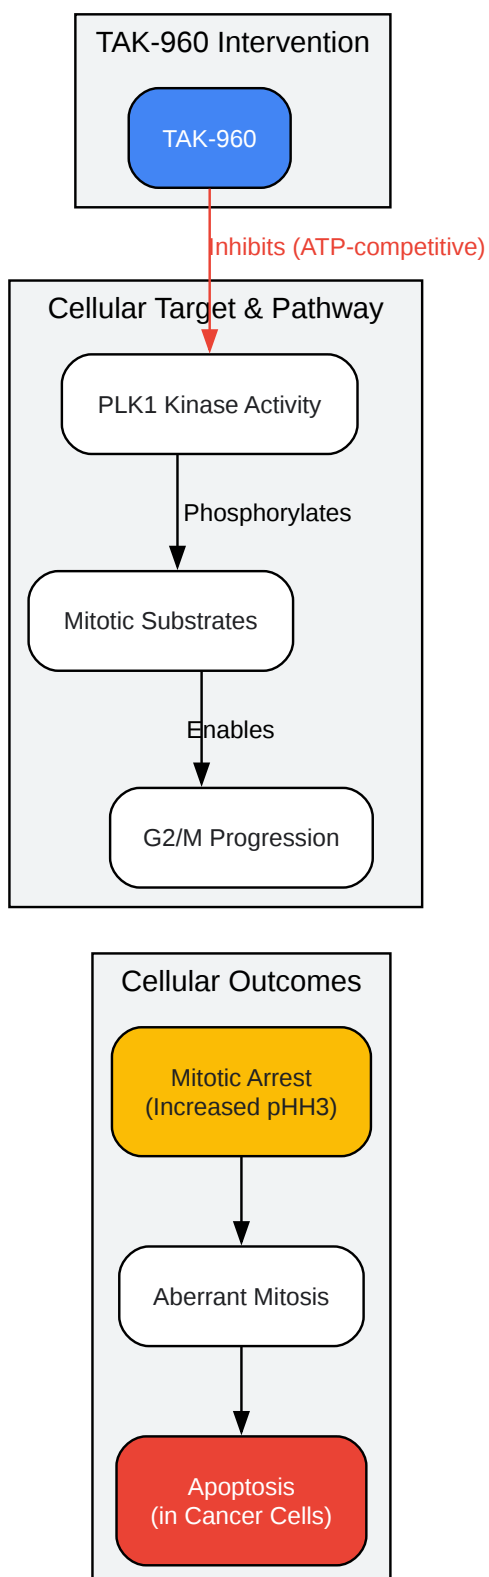 TAK-960 Intervention
TAK-960
Inhibits (ATP-competitive)
Cellular Target & Pathway
PLK1 Kinase Activity
Phosphorylates
Mitotic Substrates
Enables
G2/M Progression
Cellular Outcomes
Mitotic Arrest
(Increased pHH3)
Aberrant Mitosis
Apoptosis
(in Cancer Cells)